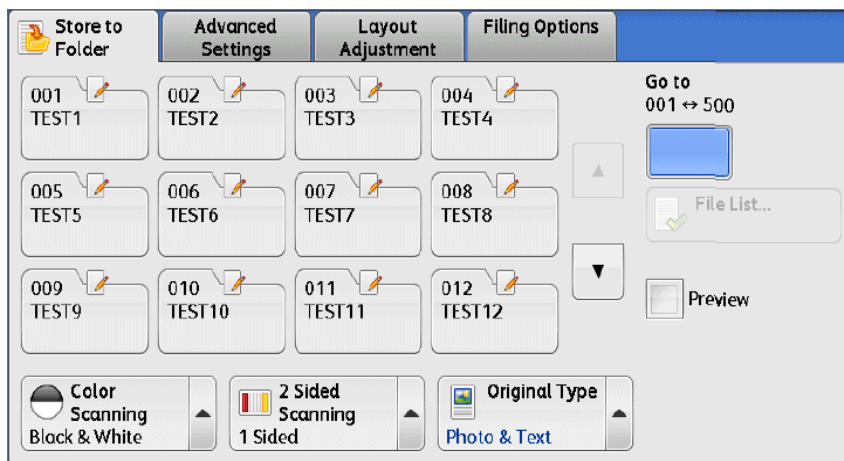 Store to
Folder
Advanced
Settings
Layout
Adjustment
Filing Options
001
TEST1
002
TEST2
003
TEST3
004
TEST4
Go to
001 ↔ 500
005
TEST5
006
TEST6
007
TEST7
008
TEST8
File List...
009
TEST9
010
TEST10
011
TEST11
012
TEST12
Preview
Color
Scanning
Black & White
2 Sided
Scanning
1 Sided
Original Type
Photo & Text